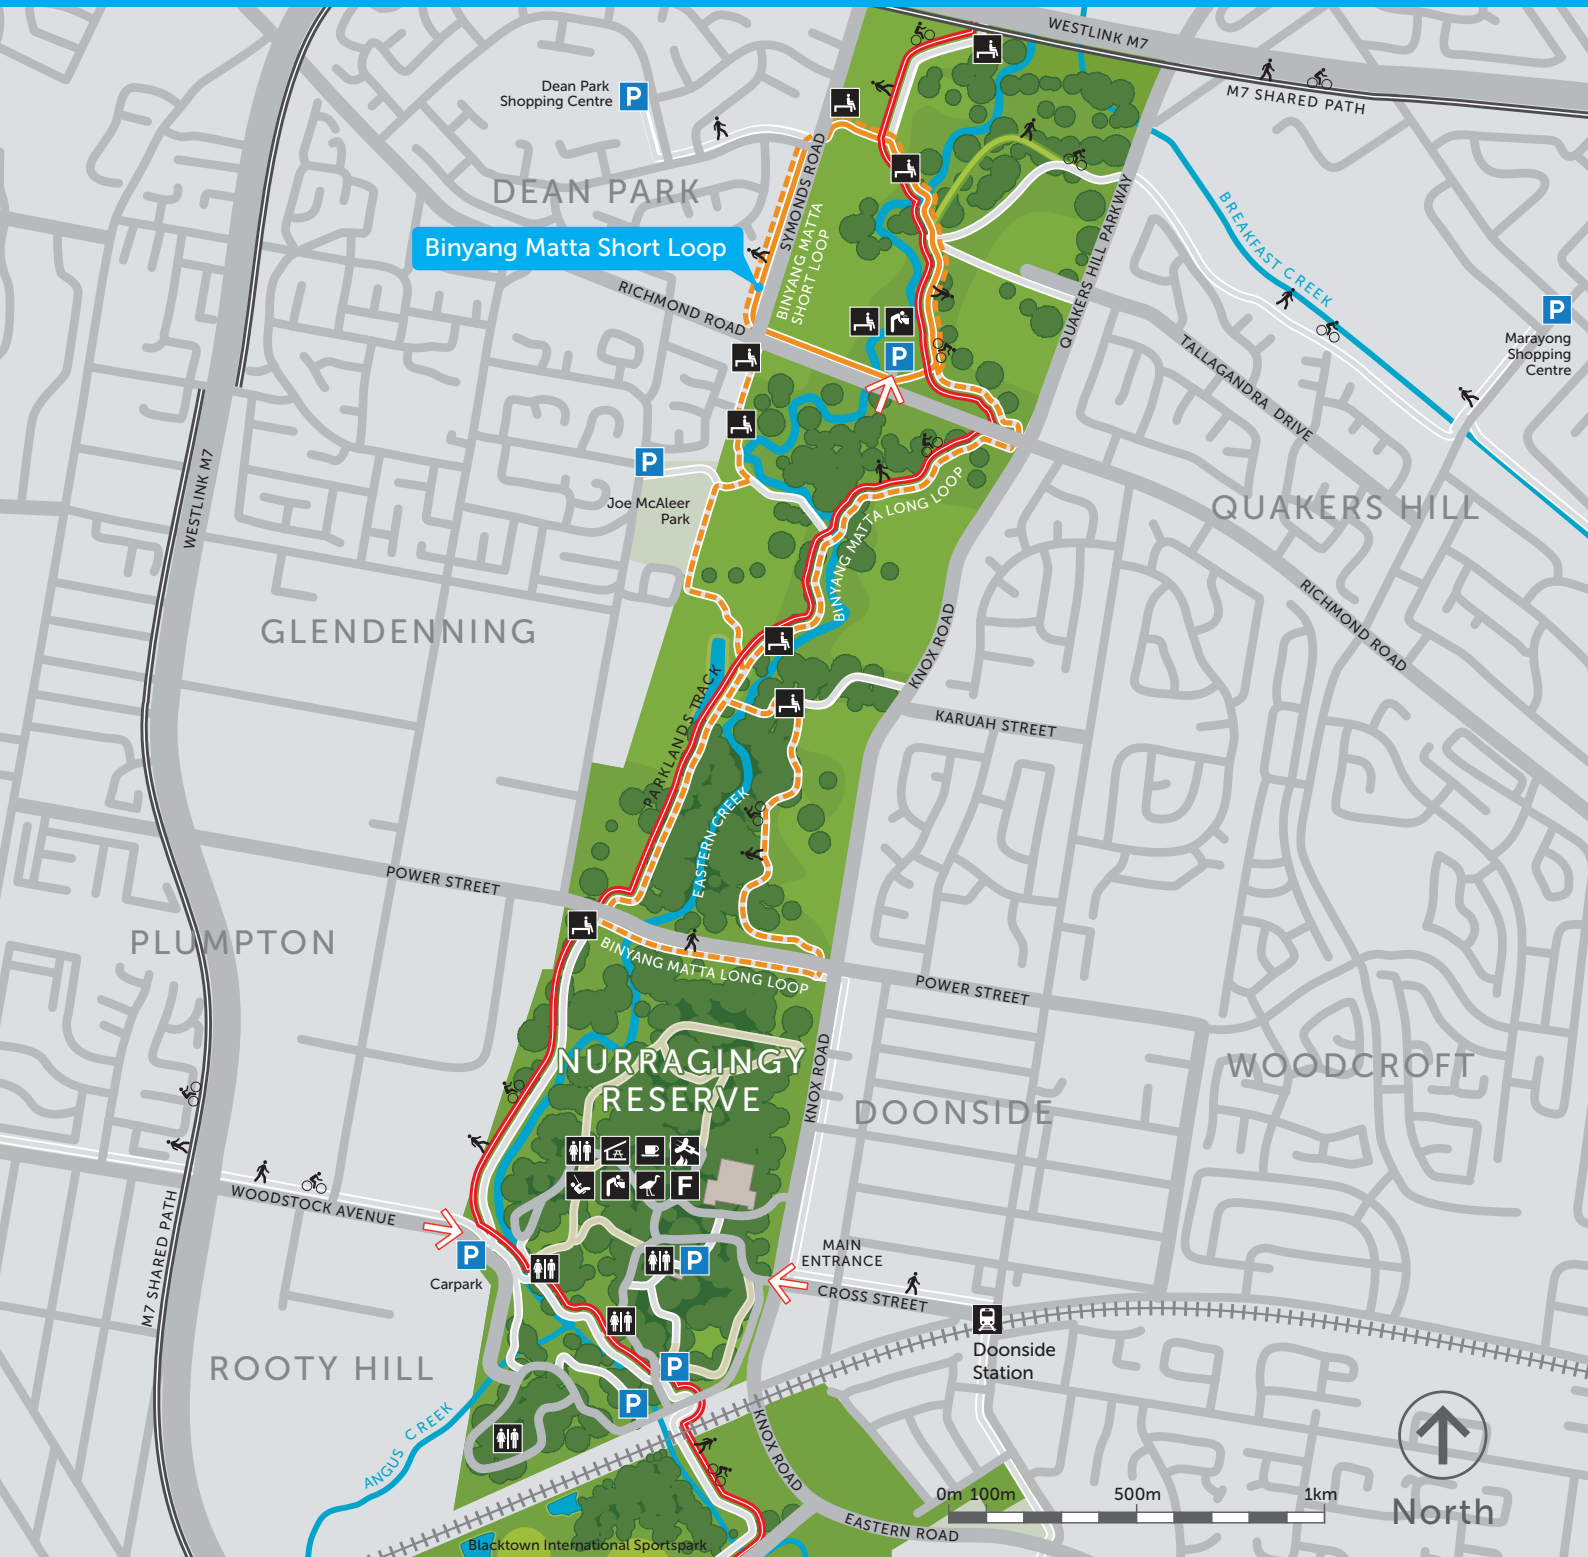 WESTLINK M7
M7 SHARED PATH
Dean Park
Shopping Centre
P
DEAN PARK
SYMONDS ROAD
BINYANG MATTA
SHORT LOOP
Binyang Matta Short Loop
RICHMOND ROAD
QUAKERS HILL PARKWAY
BREAKFAST CREEK
P
Marayong
Shopping
Centre
P
TALLAGANDRA DRIVE
P
Joe McAleer
Park
WESTLINK M7
BINYANG MATTA LONG LOOP
QUAKERS HILL
RICHMOND ROAD
GLENDENNING
KNOX ROAD
PARKLANDS TRACK
KARUAH STREET
EASTERN CREEK
POWER STREET
PLUMPTON
BINYANG MATTA LONG LOOP
POWER STREET
NURRAGINGY
RESERVE
KNOX ROAD
WOODCROFT
DOONSIDE
F
WOODSTOCK AVENUE
M7 SHARED PATH
P
Carpark
P
MAIN
ENTRANCE
CROSS STREET
Doonside
Station
ROOTY HILL
P
P
ANGUS CREEK
KNOX ROAD
0m 100m 500m 1km
North
EASTERN ROAD
Blacktown International Sportspark